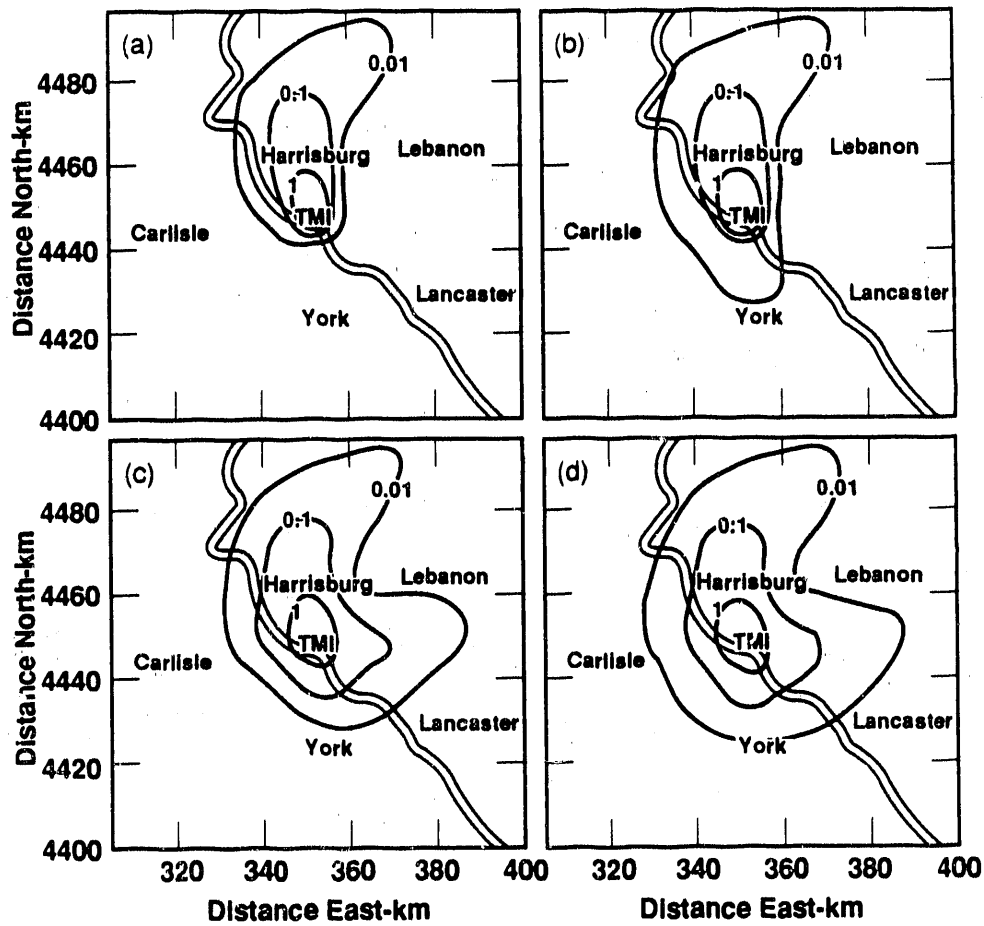 (a)
0.01
0.1
Harrisburg
Lebanon
1
TMI
Carlisle
Lancaster
York
4480
4460
4440
4420
4400
Distance North-km
(b)
0.01
0.1
Harrisburg
Lebanon
1
TMI
Carlisle
Lancaster
York
(c)
0.01
0.1
Harrisburg
Lebanon
1
TMI
Carlisle
Lancaster
York
4480
4460
4440
4420
4400
Distance North-km
320
340
360
380
400
Distance East-km
(d)
0.01
0.1
Harrisburg
Lebanon
1
TMI
Carlisle
Lancaster
York
320
340
360
380
400
Distance East-km